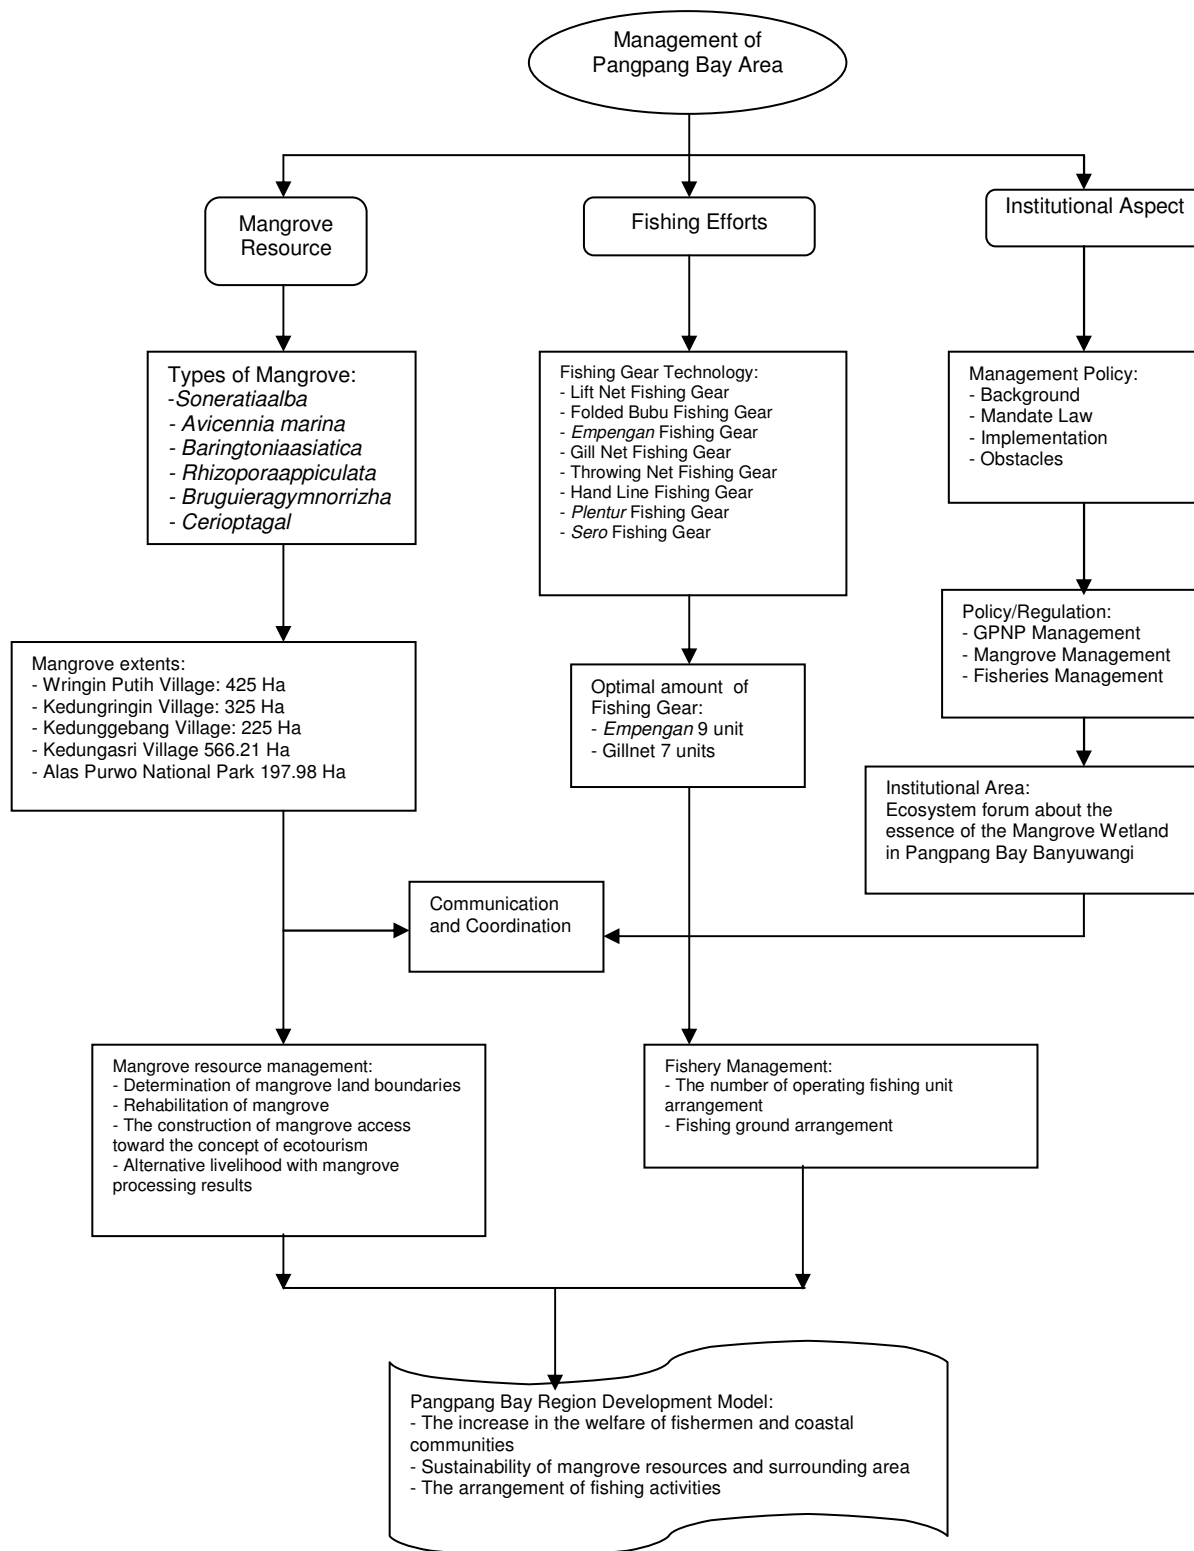 Management of
Pangpang Bay Area
Mangrove
Resource
Fishing Efforts
Institutional Aspect
Types of Mangrove:
-Soneratiaalba
- Avicennia marina
- Baringtoniaasiatica
- Rhizoporaappiculata
- Bruguieragymnorrizha
- Cerioptagal
Fishing Gear Technology:
- Lift Net Fishing Gear
- Folded Bubu Fishing Gear
- Empengan Fishing Gear
- Gill Net Fishing Gear
- Throwing Net Fishing Gear
- Hand Line Fishing Gear
- Plentur Fishing Gear
- Sero Fishing Gear
Management Policy:
- Background
- Mandate Law
- Implementation
- Obstacles
Mangrove extents:
- Wringin Putih Village: 425 Ha
- Kedungringin Village: 325 Ha
- Kedunggebang Village: 225 Ha
- Kedungasri Village 566.21 Ha
- Alas Purwo National Park 197.98 Ha
Optimal amount of
Fishing Gear:
- Empengan 9 unit
- Gillnet 7 units
Policy/Regulation:
- GPNP Management
- Mangrove Management
- Fisheries Management
Institutional Area:
Ecosystem forum about the
essence of the Mangrove Wetland
in Pangpang Bay Banyuwangi
Communication
and Coordination
Mangrove resource management:
- Determination of mangrove land boundaries
- Rehabilitation of mangrove
- The construction of mangrove access
toward the concept of ecotourism
- Alternative livelihood with mangrove
processing results
Fishery Management:
- The number of operating fishing unit
arrangement
- Fishing ground arrangement
Pangpang Bay Region Development Model:
- The increase in the welfare of fishermen and coastal
communities
- Sustainability of mangrove resources and surrounding area
- The arrangement of fishing activities